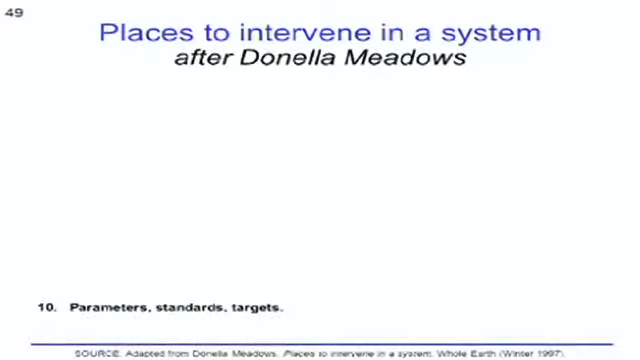 49
Places to intervene in a system
after Donella Meadows
10. Parameters, standards, targets.
SOURCE. Adapted from Donella Meadows. Places to intervene in a system. Whole Earth (Winter 1997).